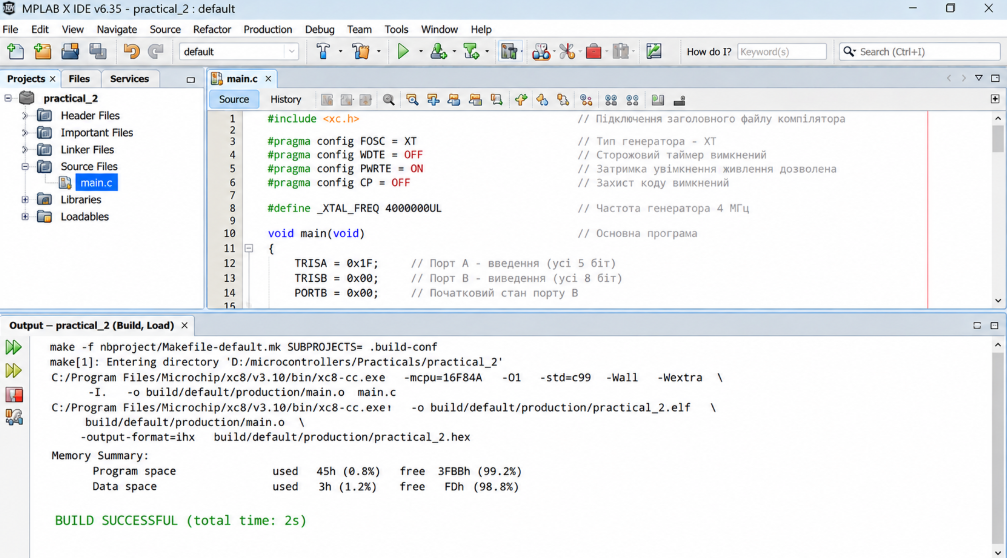 MPLAB X IDE v6.35 - practical_2 : default
File Edit View Navigate Source Refactor Production Debug Team Tools Window Help
default How do I? Keyword(s) Search (Ctrl+I)
Projects × Files Services
practical_2
Header Files
Important Files
Linker Files
Source Files
main.c
Libraries
Loadables
main.c ×
Source History
1 #include <xc.h> // Підключення заголовного файлу компілятора
2
3 #pragma config FOSC = XT // Тип генератора - XT
4 #pragma config WDTE = OFF // Сторожовий таймер вимкнений
5 #pragma config PWRTE = ON // Затримка увімкнення живлення дозволена
6 #pragma config CP = OFF // Захист коду вимкнений
7
8 #define _XTAL_FREQ 4000000UL // Частота генератора 4 МГц
9
10 void main(void) // Основна програма
11 {
12 TRISA = 0x1F; // Порт A - введення (усі 5 біт)
13 TRISB = 0x00; // Порт B - виведення (усі 8 біт)
14 PORTB = 0x00; // Початковий стан порту B
15
Output – practical_2 (Build, Load) ×
make -f nbproject/Makefile-default.mk SUBPROJECTS= .build-conf
make[1]: Entering directory 'D:/microcontrollers/Practicals/practical_2'
C:/Program Files/Microchip/xc8/v3.10/bin/xc8-cc.exe -mcpu=16F84A -O1 -std=c99 -Wall -Wextra \
-I. -o build/default/production/main.o main.c
C:/Program Files/Microchip/xc8/v3.10/bin/xc8-cc.exe -o build/default/production/practical_2.elf \
build/default/production/main.o \
-output-format=ihx build/default/production/practical_2.hex
Memory Summary:
Program space used 45h (0.8%) free 3FBBh (99.2%)
Data space used 3h (1.2%) free FDh (98.8%)
BUILD SUCCESSFUL (total time: 2s)